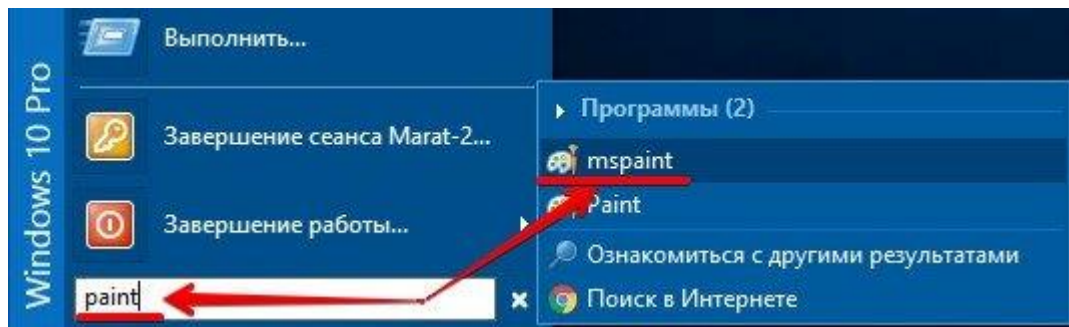 Windows 10 Pro
Выполнить...
Завершение сеанса Marat-2...
Завершение работы...
paint
Программы (2)
mspaint
Paint
Ознакомиться с другими результатами
Поиск в Интернете